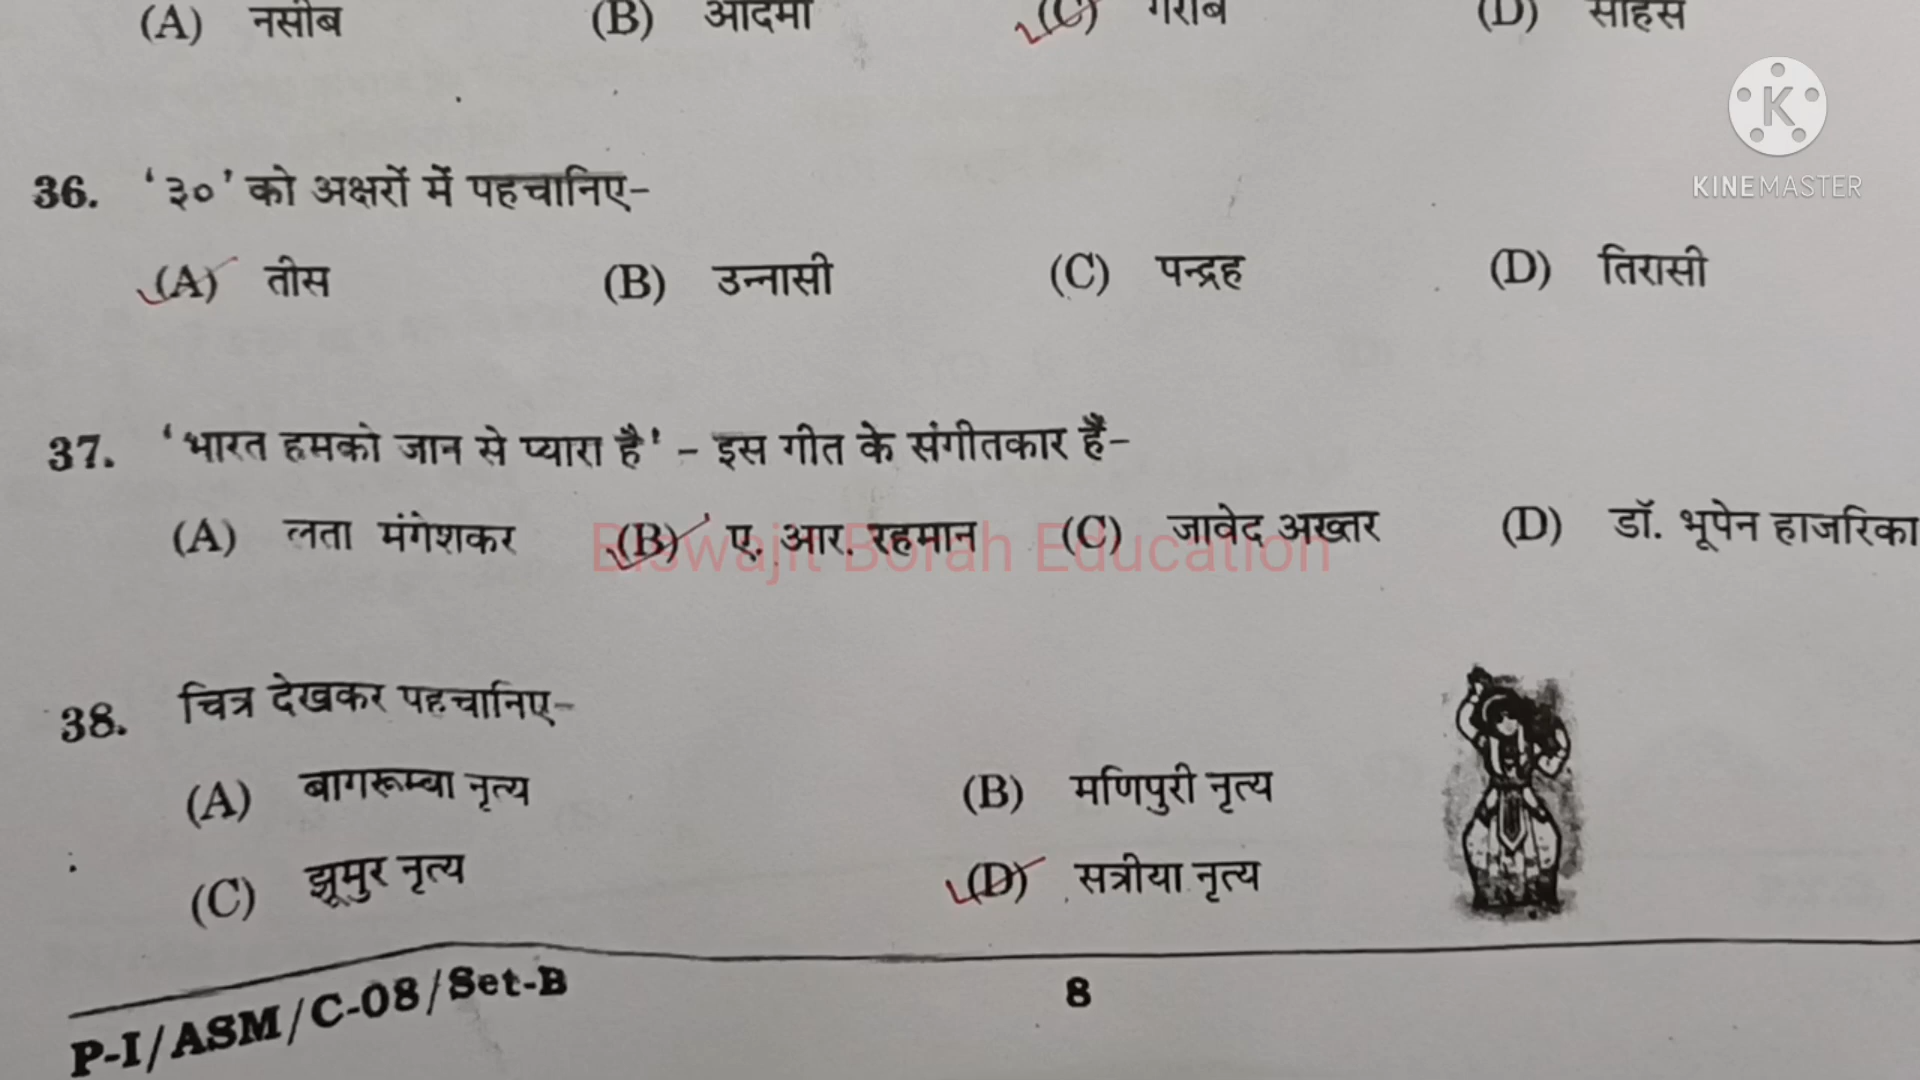 (A) नसीब (B) आदमी (C) गरीब (D) साहस
KINEMASTER
36. '३०' को अक्षरों में पहचानिए-
(A) तीस (B) उन्नासी (C) पन्द्रह (D) तिरासी
37. 'भारत हमको जान से प्यारा है' - इस गीत के संगीतकार हैं-
(A) लता मंगेशकर (B) ए. आर. रहमान (C) जावेद अख्तर (D) डॉ. भूपेन हाजरिका
Biswajit Borah Education
38. चित्र देखकर पहचानिए-
(A) बागरूम्बा नृत्य (B) मणिपुरी नृत्य
(C) झूमुर नृत्य (D) सत्रीया नृत्य
P-I/ASM/C-08/Set-B 8